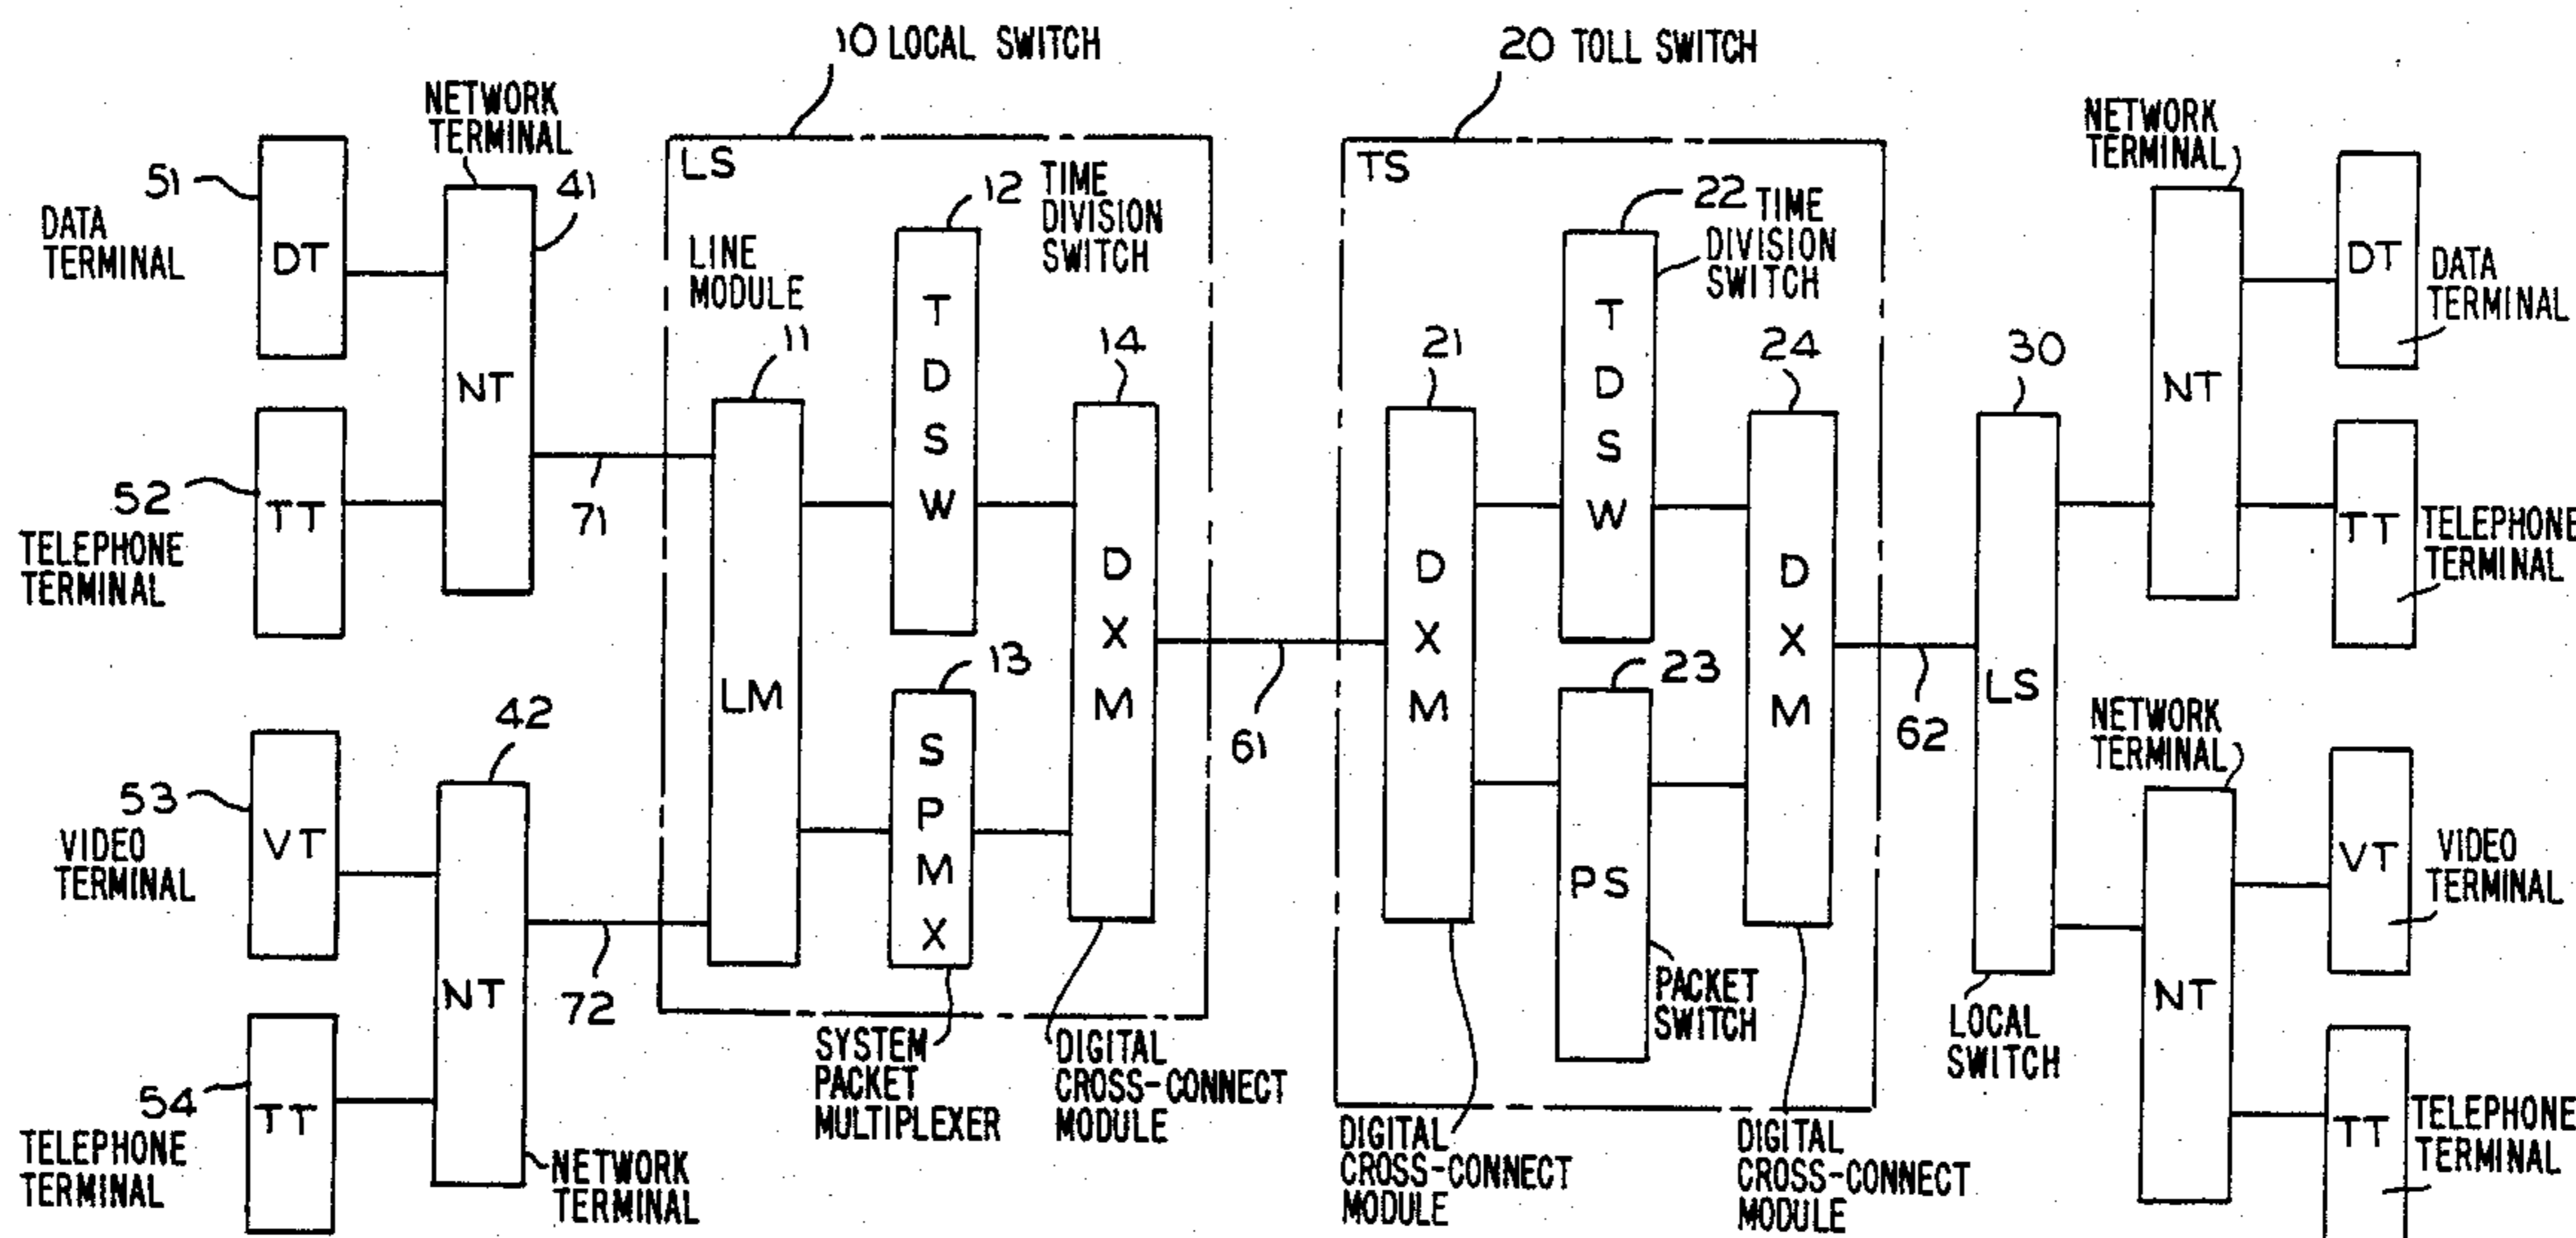 10 LOCAL SWITCH
20 TOLL SWITCH
NETWORK
TERMINAL
51
DATA
TERMINAL
DT
41
NT
52
TELEPHONE
TERMINAL
TT
71
53
VIDEO
TERMINAL
VT
42
NT
72
54
TELEPHONE
TERMINAL
TT
NETWORK
TERMINAL
LS
LINE
MODULE
11
LM
12
TIME
DIVISION
SWITCH
T
D
S
W
13
S
P
M
X
SYSTEM
PACKET
MULTIPLEXER
14
D
X
M
DIGITAL
CROSS-CONNECT
MODULE
61
TS
21
D
X
M
DIGITAL
CROSS-CONNECT
MODULE
22 TIME
DIVISION
SWITCH
T
D
S
W
23
PS
PACKET
SWITCH
24
D
X
M
DIGITAL
CROSS-CONNECT
MODULE
62
30
LS
LOCAL
SWITCH
NETWORK
TERMINAL
NT
DT
DATA
TERMINAL
TT
TELEPHONE
TERMINAL
NETWORK
TERMINAL
NT
VT
VIDEO
TERMINAL
TT
TELEPHONE
TERMINAL